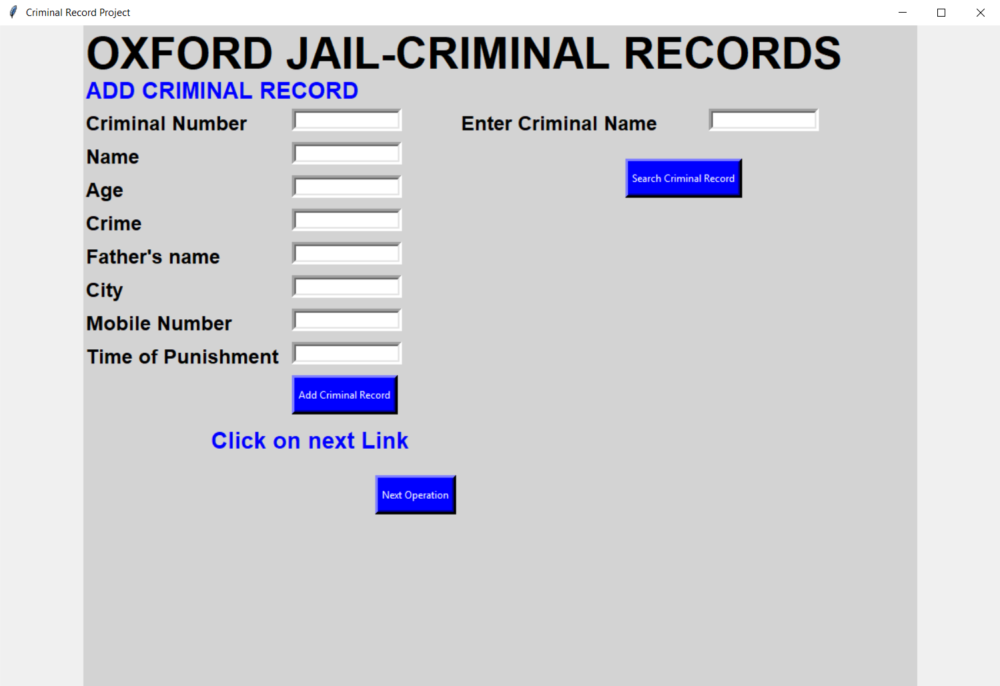 Criminal Record Project
OXFORD JAIL-CRIMINAL RECORDS
ADD CRIMINAL RECORD
Criminal Number
Name
Age
Crime
Father's name
City
Mobile Number
Time of Punishment
Add Criminal Record
Click on next Link
Next Operation
Enter Criminal Name
Search Criminal Record